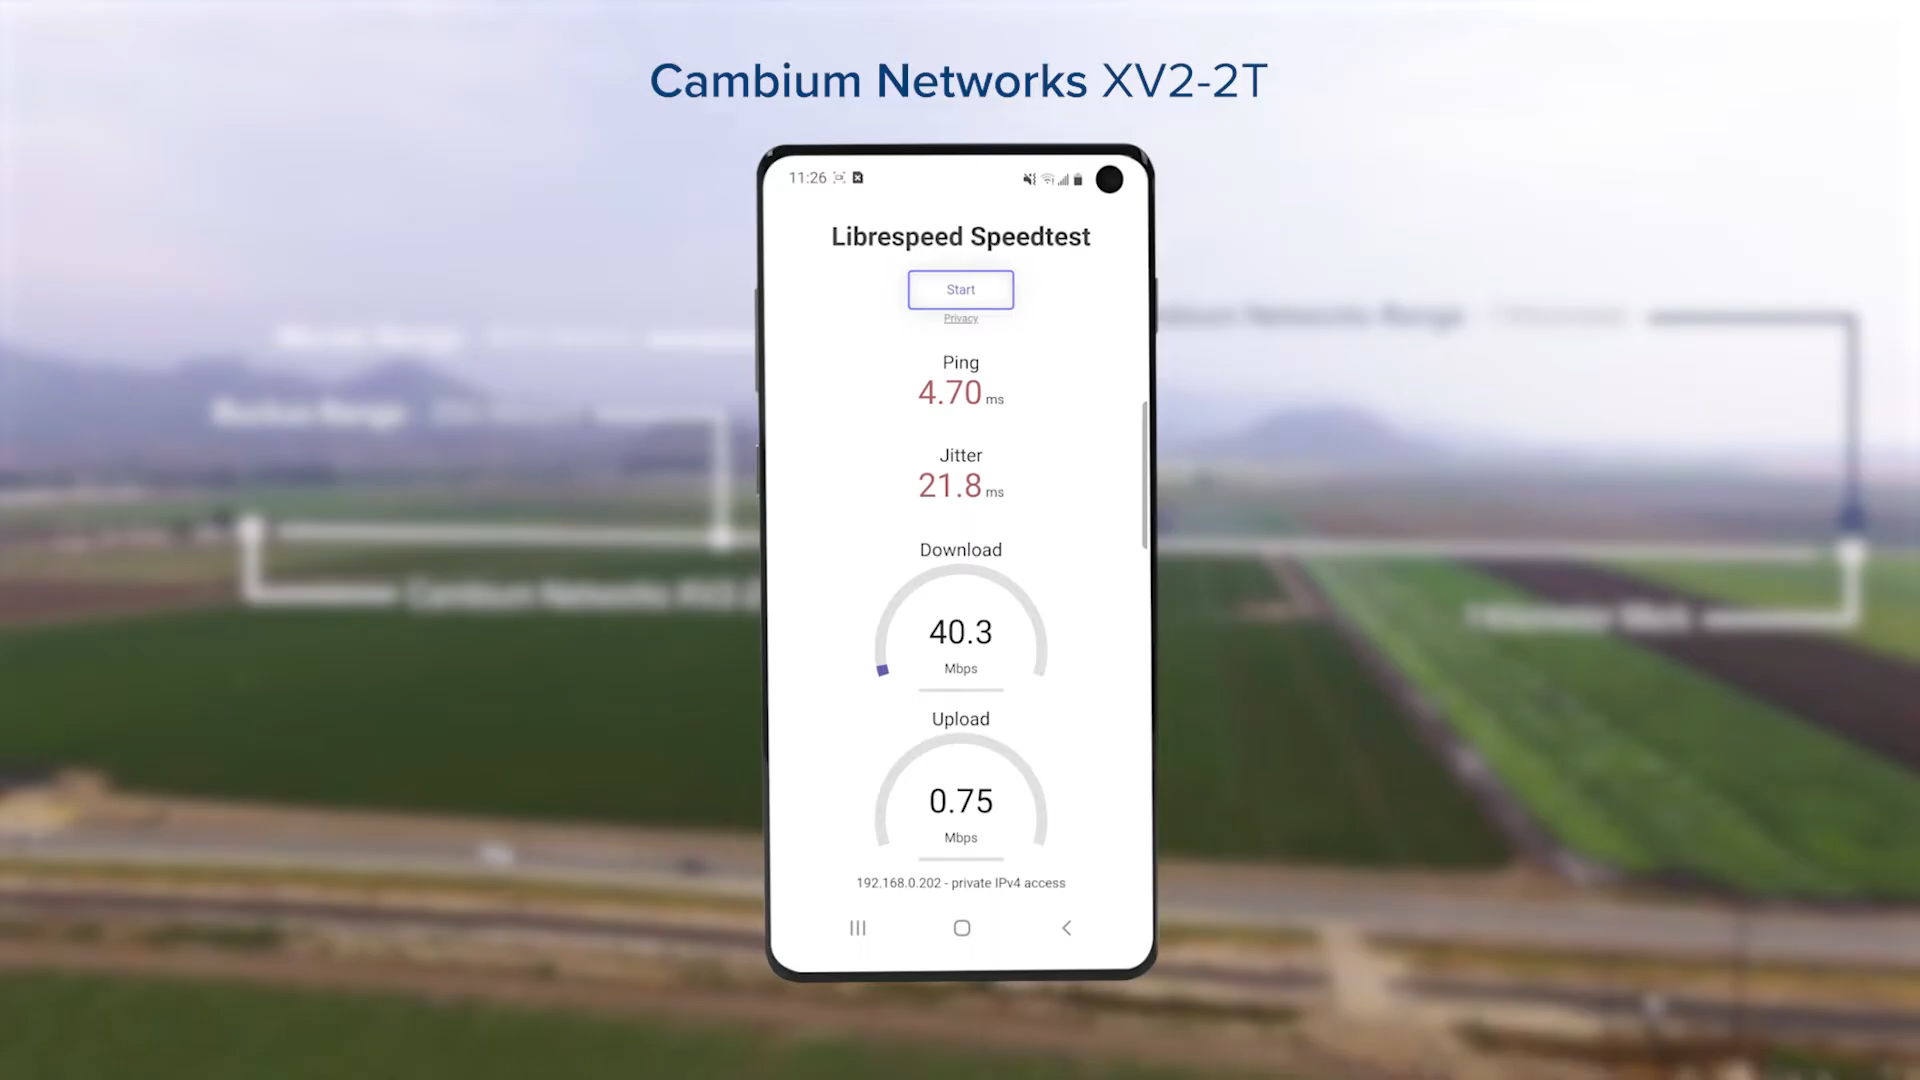 Cambium Networks XV2-2T
11:26
Librespeed Speedtest
Start
Privacy
Ping
4.70 ms
Jitter
21.8 ms
Download
40.3
Mbps
Upload
0.75
Mbps
192.168.0.202 - private IPv4 access